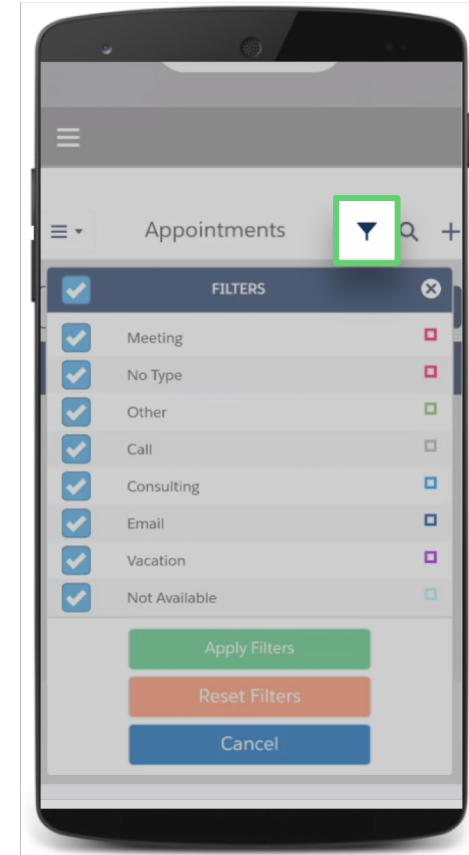 Appointments
FILTERS
Meeting
No Type
Other
Call
Consulting
Email
Vacation
Not Available
Apply Filters
Reset Filters
Cancel